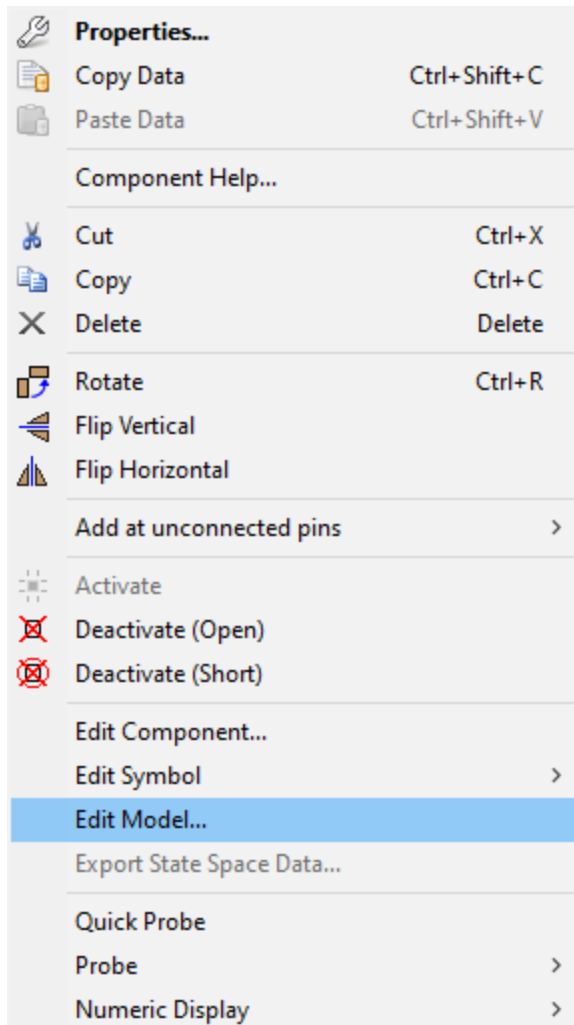 Properties...
Copy Data Ctrl+Shift+C
Paste Data Ctrl+Shift+V
Component Help...
Cut Ctrl+X
Copy Ctrl+C
Delete Delete
Rotate Ctrl+R
Flip Vertical
Flip Horizontal
Add at unconnected pins
Activate
Deactivate (Open)
Deactivate (Short)
Edit Component...
Edit Symbol
Edit Model...
Export State Space Data...
Quick Probe
Probe
Numeric Display